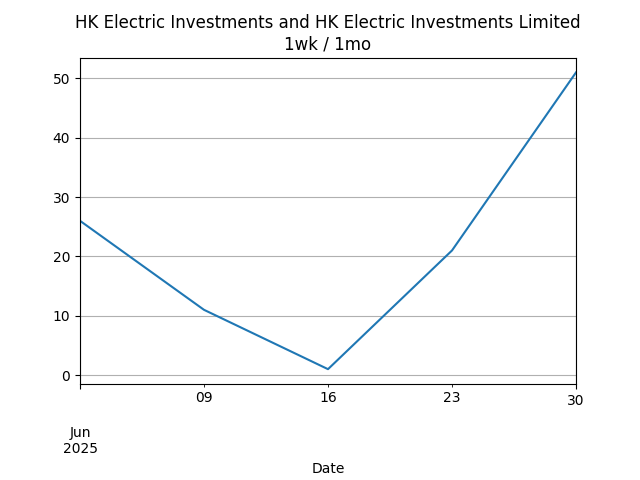 HK Electric Investments and HK Electric Investments Limited
1wk / 1mo
50
40
30
20
10
0
09
16
23
30
Jun
2025
Date